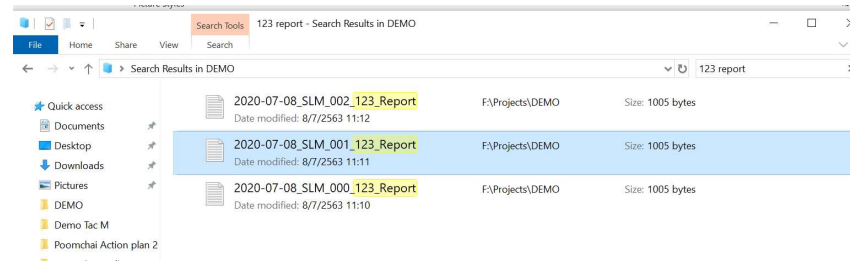 Picture Styles
Search Tools 123 report - Search Results in DEMO
File Home Share View Search
Search Results in DEMO 123 report
Quick access
Documents
Desktop
Downloads
Pictures
DEMO
Demo Tac M
Poomchai Action plan 2
2020-07-08_SLM_002_123_Report F:\Projects\DEMO Size: 1005 bytes
Date modified: 8/7/2563 11:12
2020-07-08_SLM_001_123_Report F:\Projects\DEMO Size: 1005 bytes
Date modified: 8/7/2563 11:11
2020-07-08_SLM_000_123_Report F:\Projects\DEMO Size: 1005 bytes
Date modified: 8/7/2563 11:10